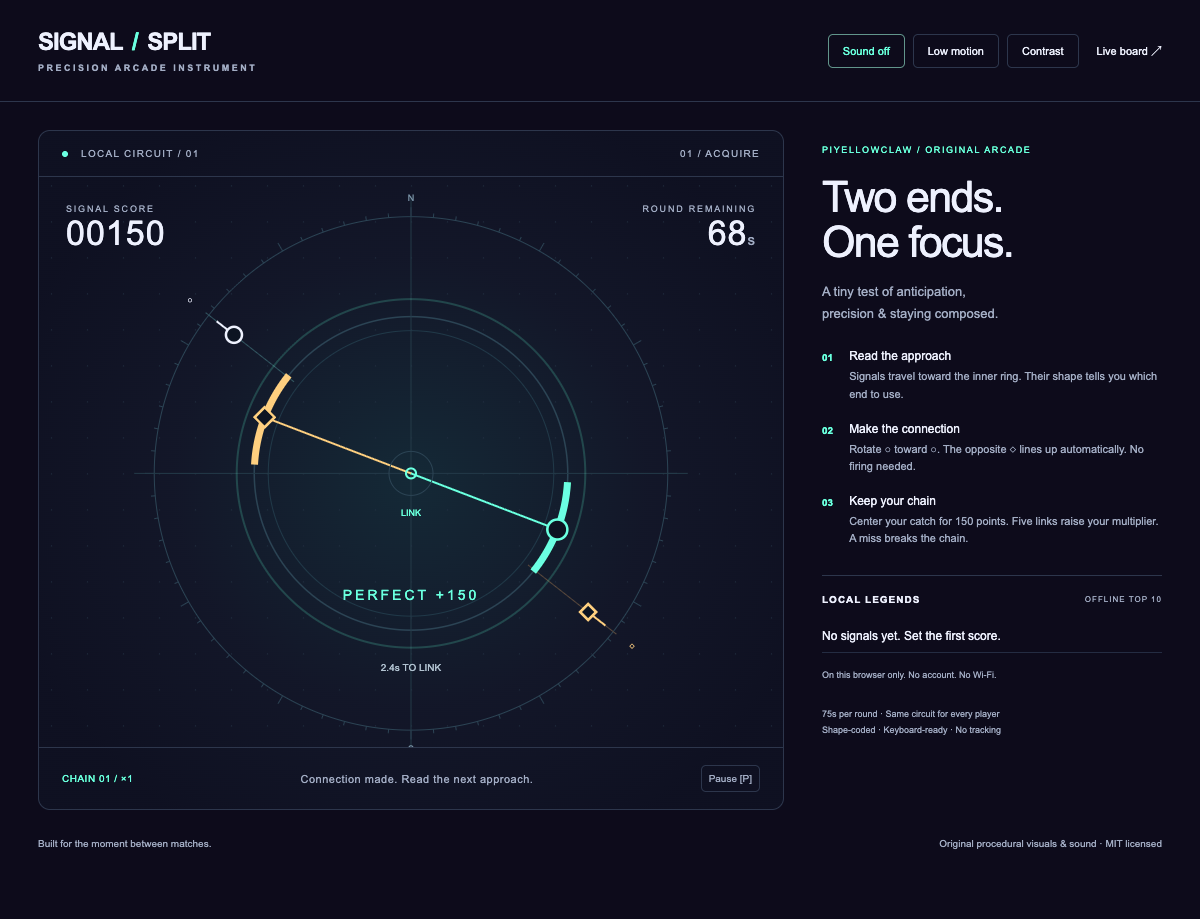 SIGNAL / SPLIT
PRECISION ARCADE INSTRUMENT
Sound off
Low motion
Contrast
Live board ↗
LOCAL CIRCUIT / 01
01 / ACQUIRE
SIGNAL SCORE
00150
ROUND REMAINING
68s
N
LINK
PERFECT +150
2.4s TO LINK
CHAIN 01 / ×1
Connection made. Read the next approach.
Pause [P]
PIYELLOWCLAW / ORIGINAL ARCADE
Two ends.
One focus.
A tiny test of anticipation,
precision & staying composed.
01 Read the approach
Signals travel toward the inner ring. Their shape tells you which
end to use.
02 Make the connection
Rotate ○ toward ○. The opposite ◇ lines up automatically. No
firing needed.
03 Keep your chain
Center your catch for 150 points. Five links raise your multiplier.
A miss breaks the chain.
LOCAL LEGENDS
OFFLINE TOP 10
No signals yet. Set the first score.
On this browser only. No account. No Wi-Fi.
75s per round · Same circuit for every player
Shape-coded · Keyboard-ready · No tracking
Built for the moment between matches.
Original procedural visuals & sound · MIT licensed